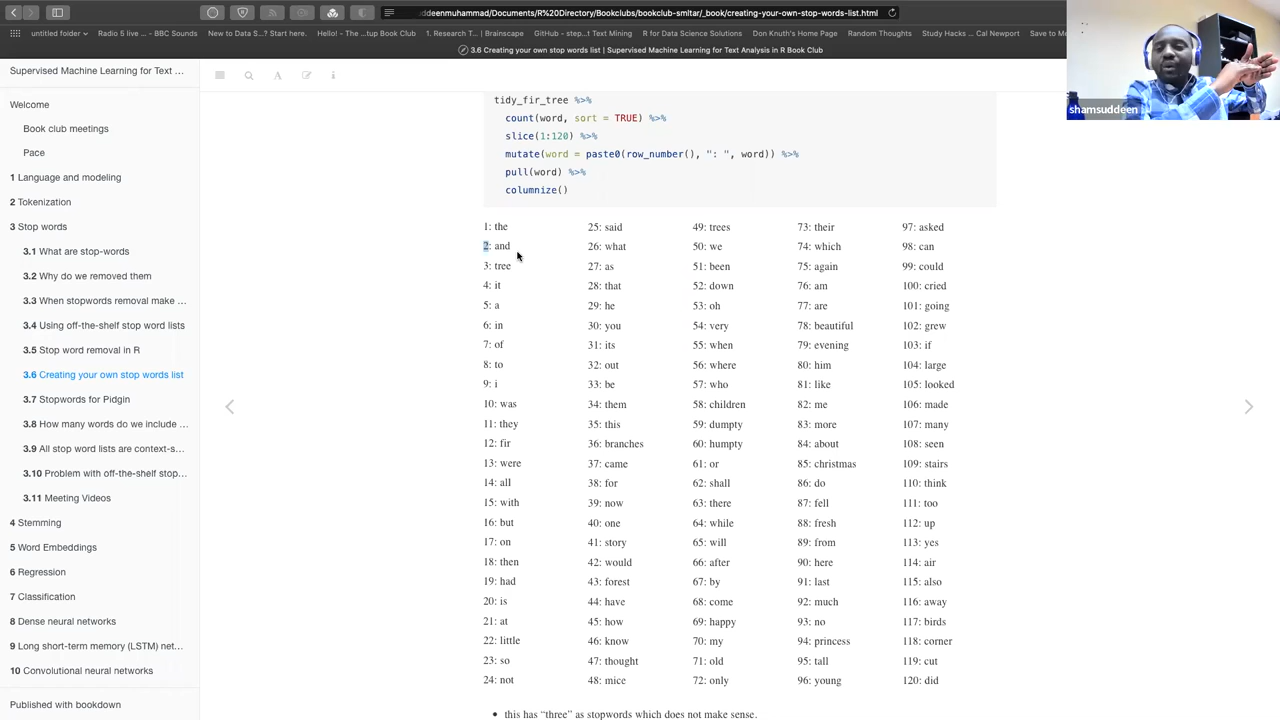 ddeenmuhammad/Documents/R%20Directory/Bookclubs/bookclub-smltar/_book/creating-your-own-stop-words-list.html
untitled folder
Radio 5 live - BBC Sounds
New to Data S...? Start here.
Hello! - The ...tup Book Club
1. Research T... | Brainscape
GitHub - step...t Text Mining
R for Data Science Solutions
Don Knuth's Home Page
Random Thoughts
Study Hacks ... Cal Newport
Save to Me
3.6 Creating your own stop words list | Supervised Machine Learning for Text Analysis in R Book Club
shamsuddeen
Supervised Machine Learning for Text ...
Welcome
Book club meetings
Pace
1 Language and modeling
2 Tokenization
3 Stop words
3.1 What are stop-words
3.2 Why do we removed them
3.3 When stopwords removal make ...
3.4 Using off-the-shelf stop word lists
3.5 Stop word removal in R
3.6 Creating your own stop words list
3.7 Stopwords for Pidgin
3.8 How many words do we include ...
3.9 All stop word lists are context-s...
3.10 Problem with off-the-shelf stop...
3.11 Meeting Videos
4 Stemming
5 Word Embeddings
6 Regression
7 Classification
8 Dense neural networks
9 Long short-term memory (LSTM) net...
10 Convolutional neural networks
Published with bookdown
tidy_fir_tree %>%
count(word, sort = TRUE) %>%
slice(1:120) %>%
mutate(word = paste0(row_number(), ": ", word)) %>%
pull(word) %>%
columnize()
1: the 25: said 49: trees 73: their 97: asked
2: and 26: what 50: we 74: which 98: can
3: tree 27: as 51: been 75: again 99: could
4: it 28: that 52: down 76: am 100: cried
5: a 29: he 53: oh 77: are 101: going
6: in 30: you 54: very 78: beautiful 102: grew
7: of 31: its 55: when 79: evening 103: if
8: to 32: out 56: where 80: him 104: large
9: i 33: be 57: who 81: like 105: looked
10: was 34: them 58: children 82: me 106: made
11: they 35: this 59: dumpty 83: more 107: many
12: fir 36: branches 60: humpty 84: about 108: seen
13: were 37: came 61: or 85: christmas 109: stairs
14: all 38: for 62: shall 86: do 110: think
15: with 39: now 63: there 87: fell 111: too
16: but 40: one 64: while 88: fresh 112: up
17: on 41: story 65: will 89: from 113: yes
18: then 42: would 66: after 90: here 114: air
19: had 43: forest 67: by 91: last 115: also
20: is 44: have 68: come 92: much 116: away
21: at 45: how 69: happy 93: no 117: birds
22: little 46: know 70: my 94: princess 118: corner
23: so 47: thought 71: old 95: tall 119: cut
24: not 48: mice 72: only 96: young 120: did
• this has “three” as stopwords which does not make sense.